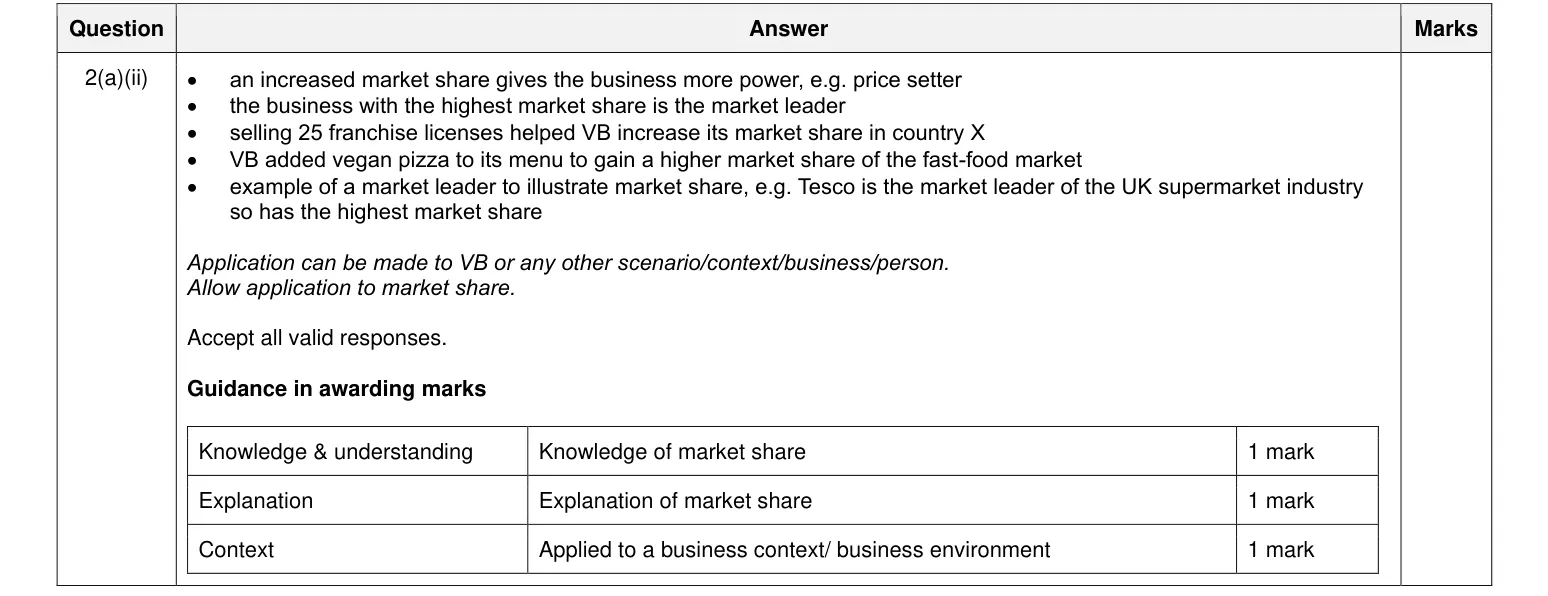 Question Answer Marks
2(a)(ii)
• an increased market share gives the business more power, e.g. price setter
• the business with the highest market share is the market leader
• selling 25 franchise licenses helped VB increase its market share in country X
• VB added vegan pizza to its menu to gain a higher market share of the fast-food market
• example of a market leader to illustrate market share, e.g. Tesco is the market leader of the UK supermarket industry
so has the highest market share
Application can be made to VB or any other scenario/context/business/person.
Allow application to market share.
Accept all valid responses.
Guidance in awarding marks
Knowledge & understanding Knowledge of market share 1 mark
Explanation Explanation of market share 1 mark
Context Applied to a business context/ business environment 1 mark